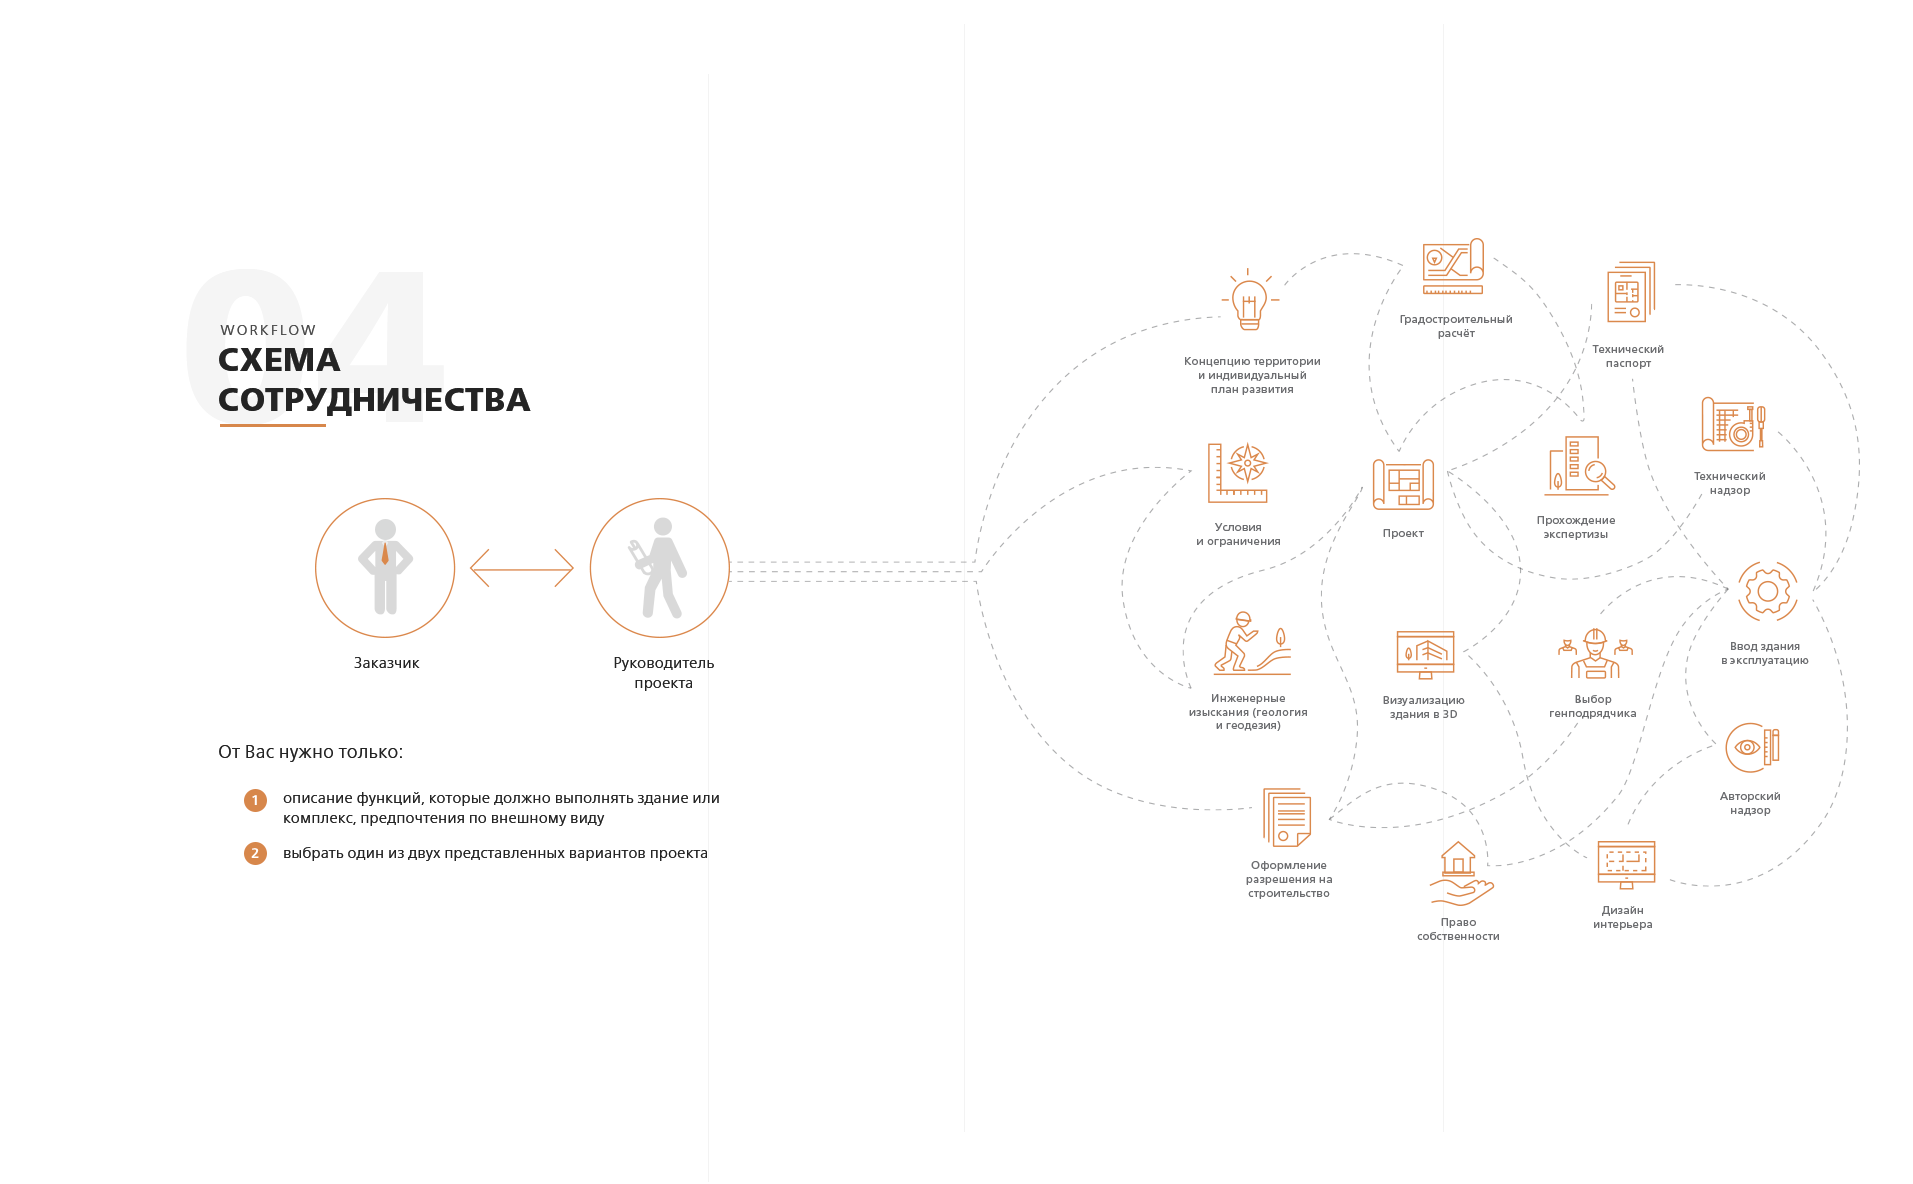 04
WORKFLOW
СХЕМА
СОТРУДНИЧЕСТВА
Заказчик
Руководитель
проекта
От Вас нужно только:
1 описание функций, которые должно выполнять здание или
комплекс, предпочтения по внешному виду
2 выбрать один из двух представленных вариантов проекта
Концепцию территории
и индивидуальный
план развития
Градостроительный
расчёт
Технический
паспорт
Условия
и ограничения
Проект
Прохождение
экспертизы
Технический
надзор
Инженерные
изыскания (геология
и геодезия)
Визуализацию
здания в 3D
Выбор
генподрядчика
Ввод здания
в эксплуатацию
Авторский
надзор
Оформление
разрешения на
строительство
Право
собственности
Дизайн
интерьера